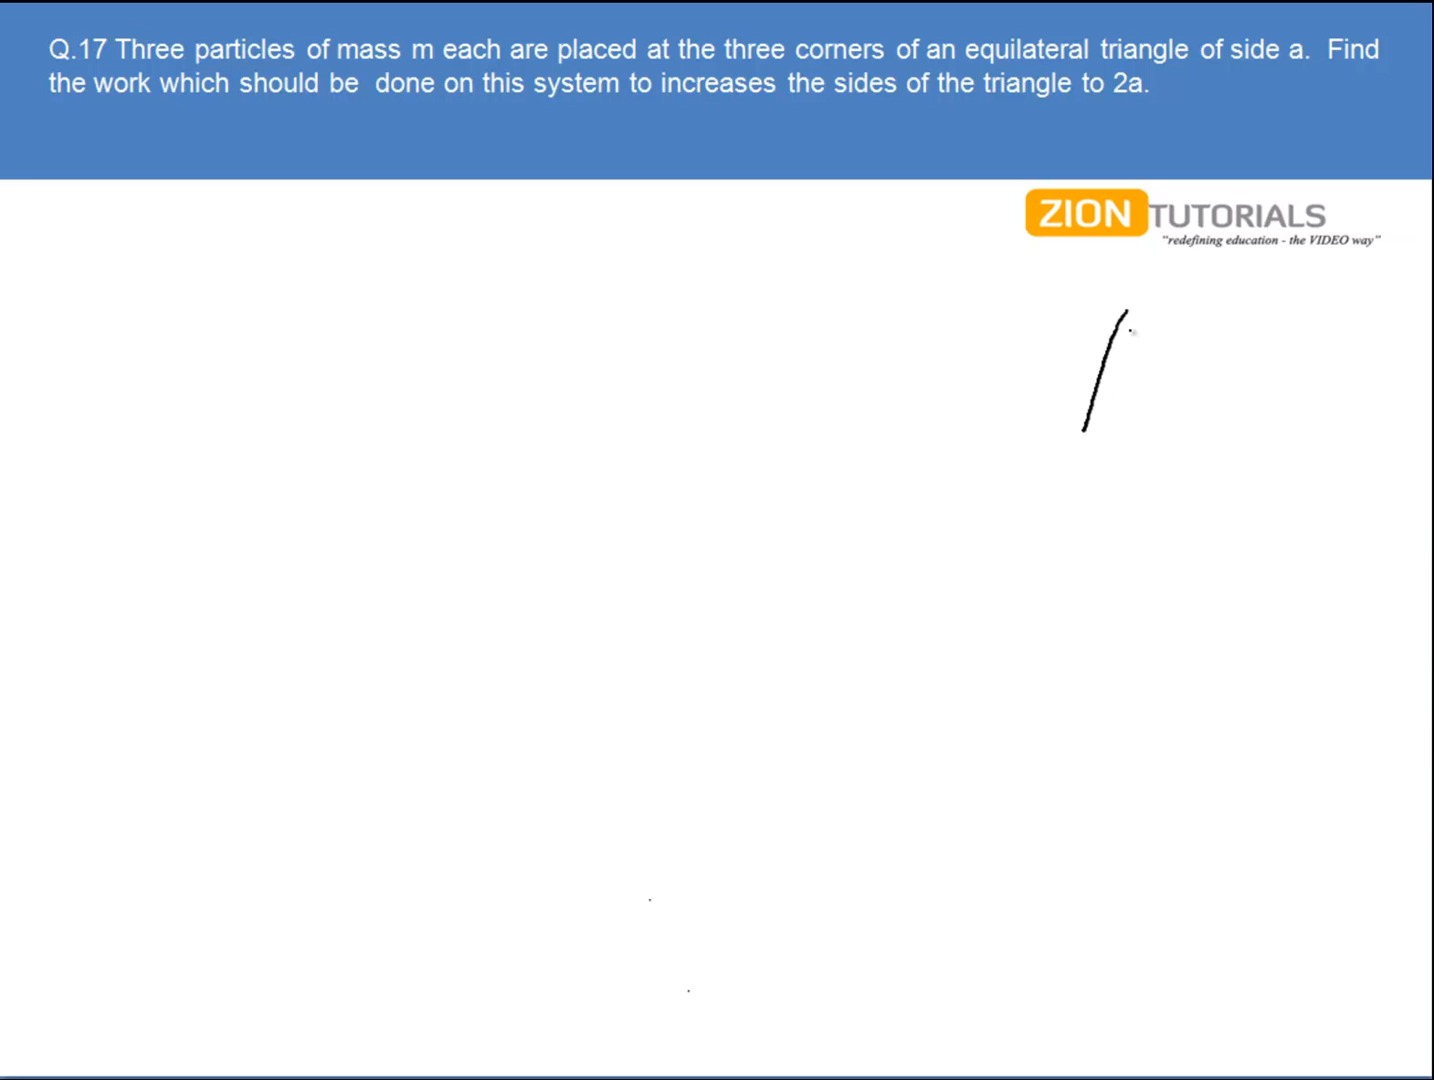 Q.17 Three particles of mass m each are placed at the three corners of an equilateral triangle of side a. Find
the work which should be done on this system to increases the sides of the triangle to 2a.
ZION TUTORIALS
"redefining education - the VIDEO way"